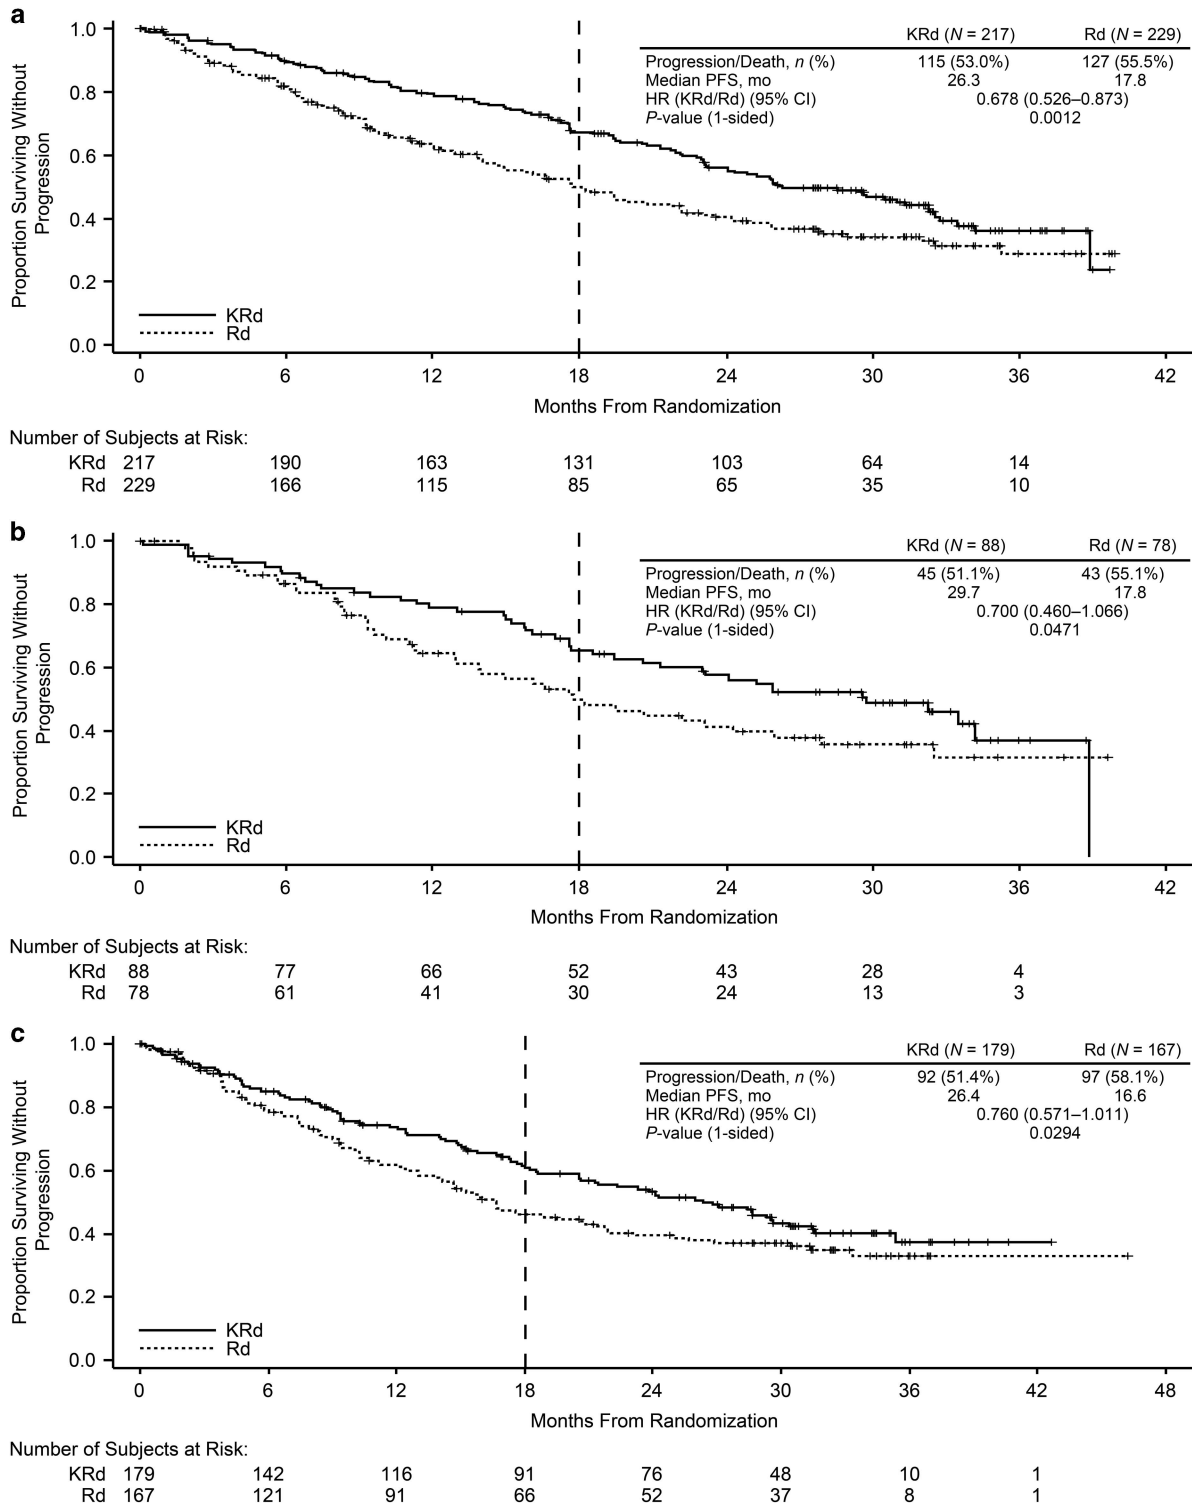 a
KRd (N = 217) Rd (N = 229)
Progression/Death, n (%) 115 (53.0%) 127 (55.5%)
Median PFS, mo 26.3 17.8
HR (KRd/Rd) (95% CI) 0.678 (0.526–0.873)
P-value (1-sided) 0.0012
1.0
0.8
0.6
0.4
0.2
0.0
Proportion Surviving Without
Progression
KRd
Rd
0 6 12 18 24 30 36 42
Months From Randomization
Number of Subjects at Risk:
KRd 217 190 163 131 103 64 14
Rd 229 166 115 85 65 35 10
b
KRd (N = 88) Rd (N = 78)
Progression/Death, n (%) 45 (51.1%) 43 (55.1%)
Median PFS, mo 29.7 17.8
HR (KRd/Rd) (95% CI) 0.700 (0.460–1.066)
P-value (1-sided) 0.0471
1.0
0.8
0.6
0.4
0.2
0.0
Proportion Surviving Without
Progression
KRd
Rd
0 6 12 18 24 30 36 42
Months From Randomization
Number of Subjects at Risk:
KRd 88 77 66 52 43 28 4
Rd 78 61 41 30 24 13 3
c
KRd (N = 179) Rd (N = 167)
Progression/Death, n (%) 92 (51.4%) 97 (58.1%)
Median PFS, mo 26.4 16.6
HR (KRd/Rd) (95% CI) 0.760 (0.571–1.011)
P-value (1-sided) 0.0294
1.0
0.8
0.6
0.4
0.2
0.0
Proportion Surviving Without
Progression
KRd
Rd
0 6 12 18 24 30 36 42 48
Months From Randomization
Number of Subjects at Risk:
KRd 179 142 116 91 76 48 10 1
Rd 167 121 91 66 52 37 8 1